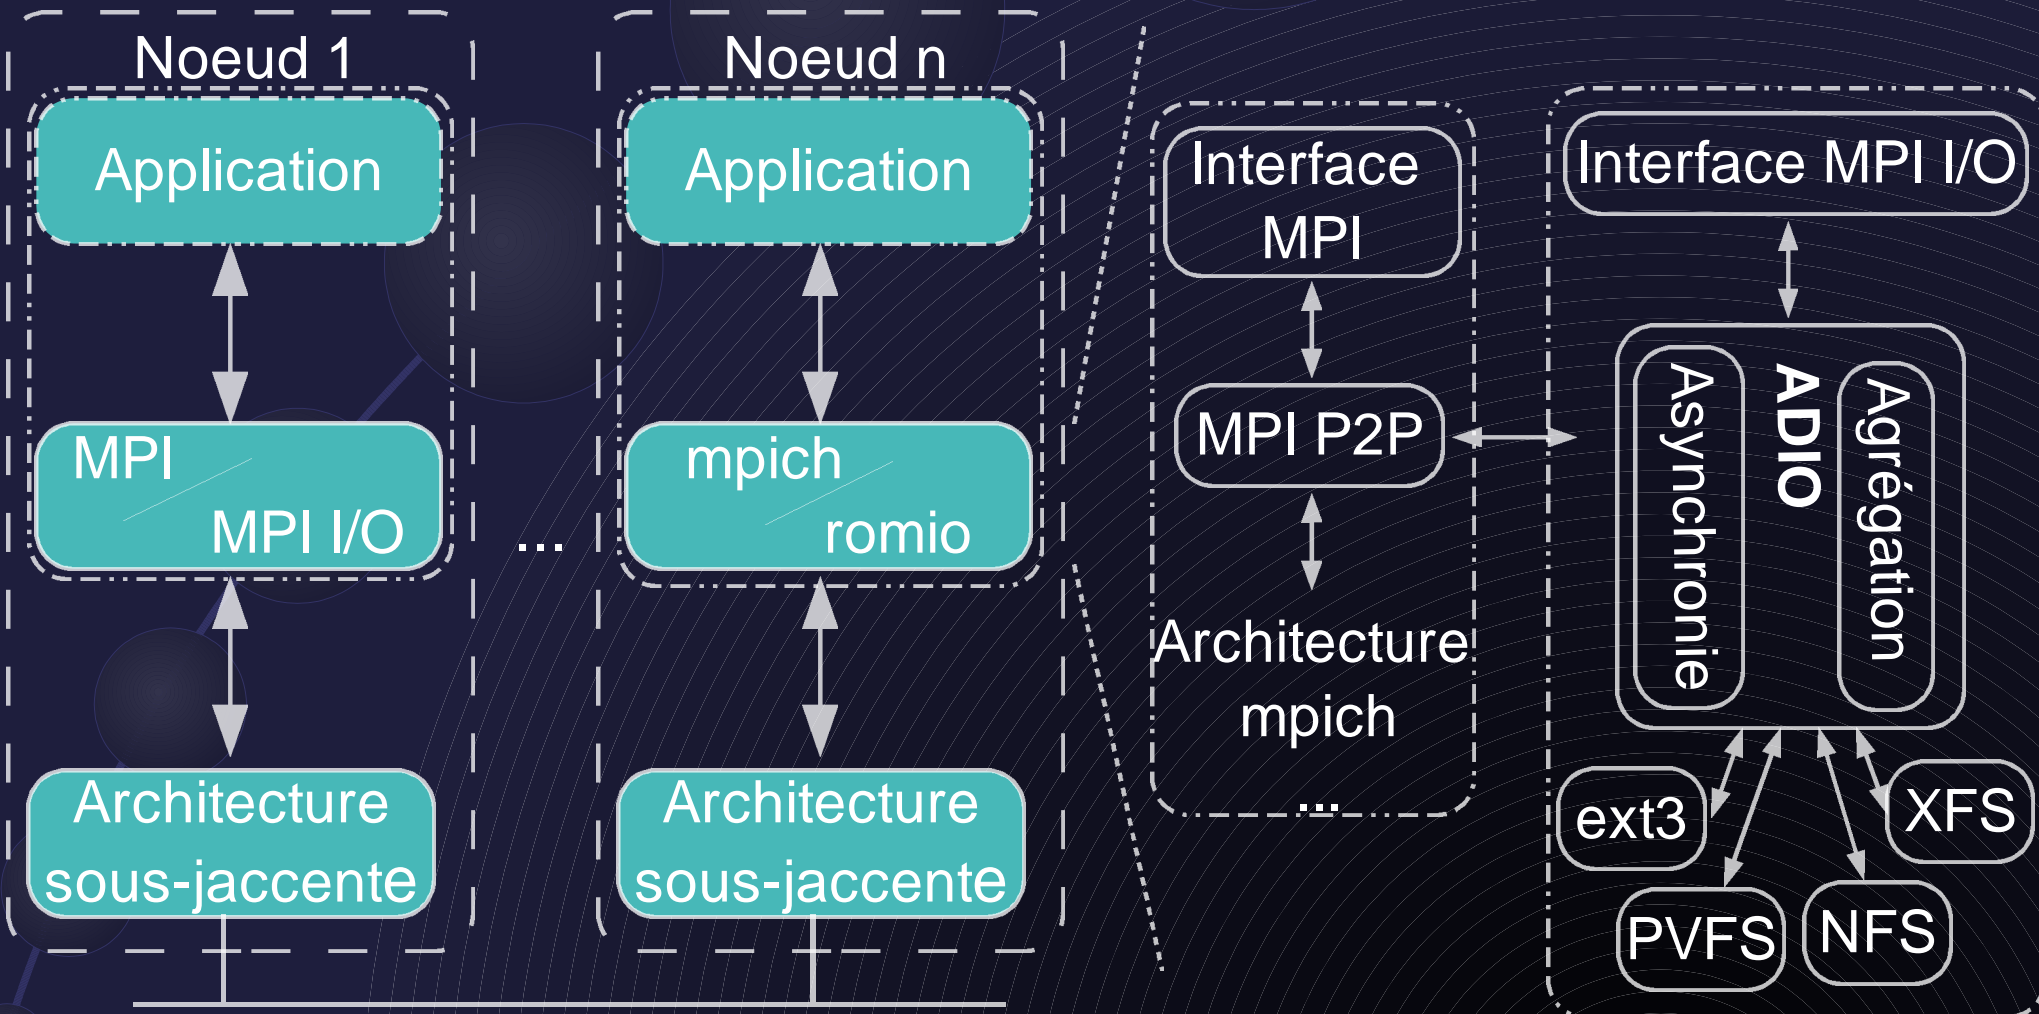 Noeud 1
Application
MPI
MPI I/O
Architecture
sous-jaccente
...
Noeud n
Application
mpich
romio
Architecture
sous-jaccente
Interface
MPI
MPI P2P
Architecture
mpich
...
Interface MPI I/O
Asynchronie
ADIO
Agrégation
ext3
PVFS
NFS
XFS